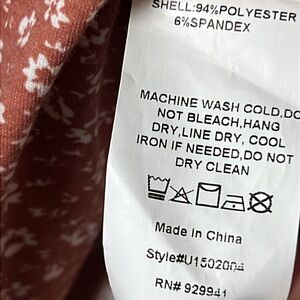 SHELL:94%POLYESTER
6%SPANDEX
MACHINE WASH COLD,DO
NOT BLEACH,HANG
DRY,LINE DRY, COOL
IRON IF NEEDED,DO NOT
DRY CLEAN
Made in China
Style#U1502004
RN# 929941